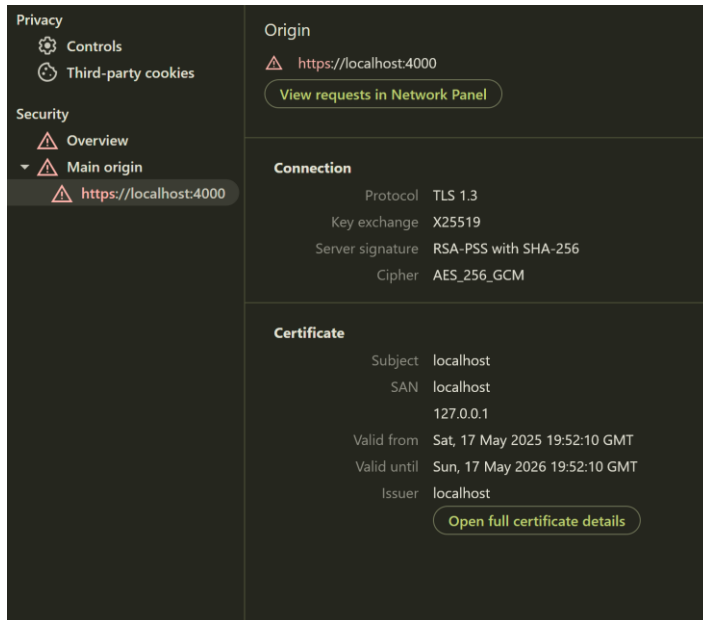 Privacy
Controls
Third-party cookies
Security
Overview
Main origin
https://localhost:4000
Origin
https://localhost:4000
View requests in Network Panel
Connection
Protocol TLS 1.3
Key exchange X25519
Server signature RSA-PSS with SHA-256
Cipher AES_256_GCM
Certificate
Subject localhost
SAN localhost
127.0.0.1
Valid from Sat, 17 May 2025 19:52:10 GMT
Valid until Sun, 17 May 2026 19:52:10 GMT
Issuer localhost
Open full certificate details